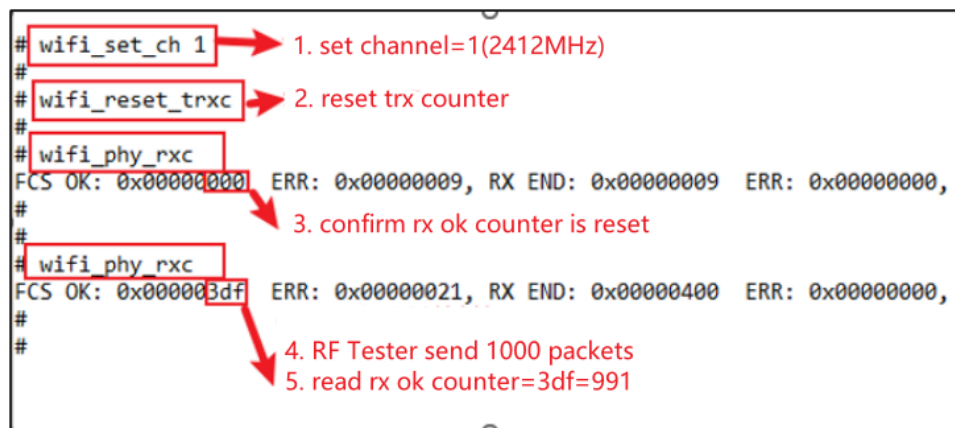 # wifi_set_ch 1 1. set channel=1(2412MHz)
#
# wifi_reset_trxc 2. reset trx counter
#
# wifi_phy_rxc
FCS OK: 0x00000000 ERR: 0x00000009, RX END: 0x00000009 ERR: 0x00000000,
#
3. confirm rx ok counter is reset
#
# wifi_phy_rxc
FCS OK: 0x000003df ERR: 0x00000021, RX END: 0x00000400 ERR: 0x00000000,
#
#
4. RF Tester send 1000 packets
5. read rx ok counter=3df=991